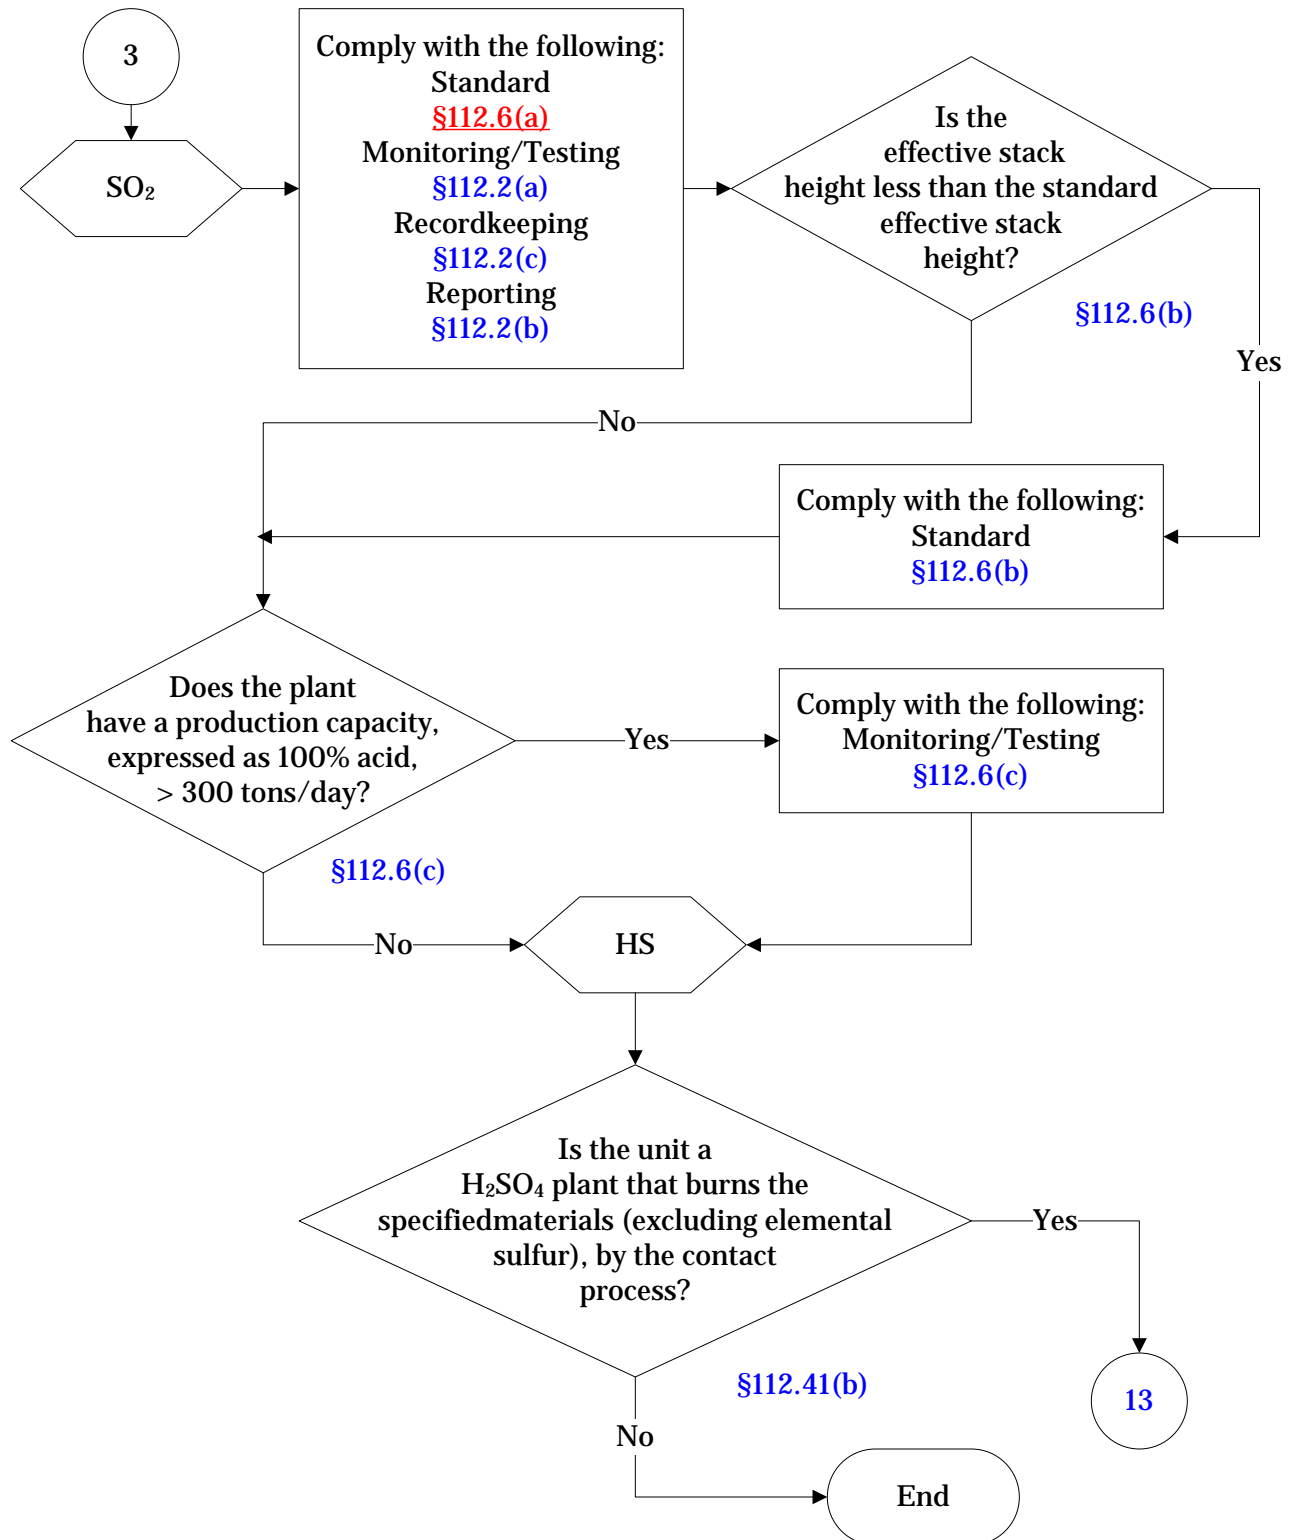 3
SO₂
Comply with the following:
Standard
§112.6(a)
Monitoring/Testing
§112.2(a)
Recordkeeping
§112.2(c)
Reporting
§112.2(b)
Is the
effective stack
height less than the standard
effective stack
height?
§112.6(b)
Yes
No
Comply with the following:
Standard
§112.6(b)
Does the plant
have a production capacity,
expressed as 100% acid,
> 300 tons/day?
§112.6(c)
Yes
Comply with the following:
Monitoring/Testing
§112.6(c)
No
HS
Is the unit a
H₂SO₄ plant that burns the
specifiedmaterials (excluding elemental
sulfur), by the contact
process?
§112.41(b)
Yes
13
No
End